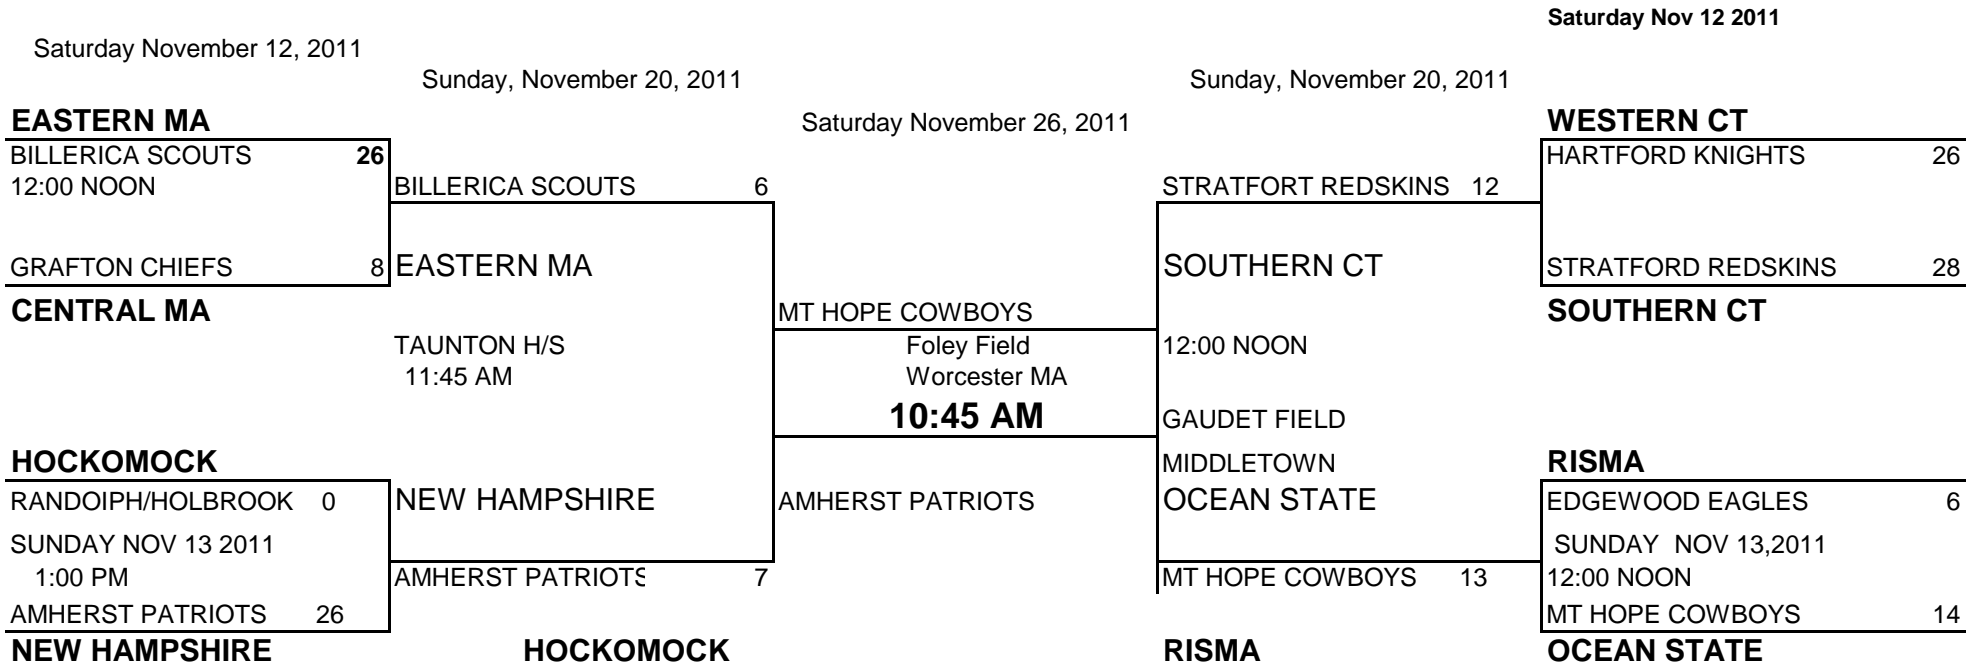 Saturday Nov 12 2011
Saturday November 12, 2011
Sunday, November 20, 2011 Sunday, November 20, 2011
EASTERN MA Saturday November 26, 2011 WESTERN CT
BILLERICA SCOUTS 26 HARTFORD KNIGHTS 26
12:00 NOON BILLERICA SCOUTS 6 STRATFORT REDSKINS 12
GRAFTON CHIEFS 8 EASTERN MA SOUTHERN CT STRATFORD REDSKINS 28
CENTRAL MA MT HOPE COWBOYS SOUTHERN CT
TAUNTON H/S Foley Field 12:00 NOON
11:45 AM Worcester MA
10:45 AM GAUDET FIELD
HOCKOMOCK MIDDLETOWN RISMA
RANDOIPH/HOLBROOK 0 NEW HAMPSHIRE AMHERST PATRIOTS OCEAN STATE EDGEWOOD EAGLES 6
SUNDAY NOV 13 2011 SUNDAY NOV 13,2011
1:00 PM AMHERST PATRIOTS 7 MT HOPE COWBOYS 13 12:00 NOON
AMHERST PATRIOTS 26 MT HOPE COWBOYS 14
NEW HAMPSHIRE HOCKOMOCK RISMA OCEAN STATE